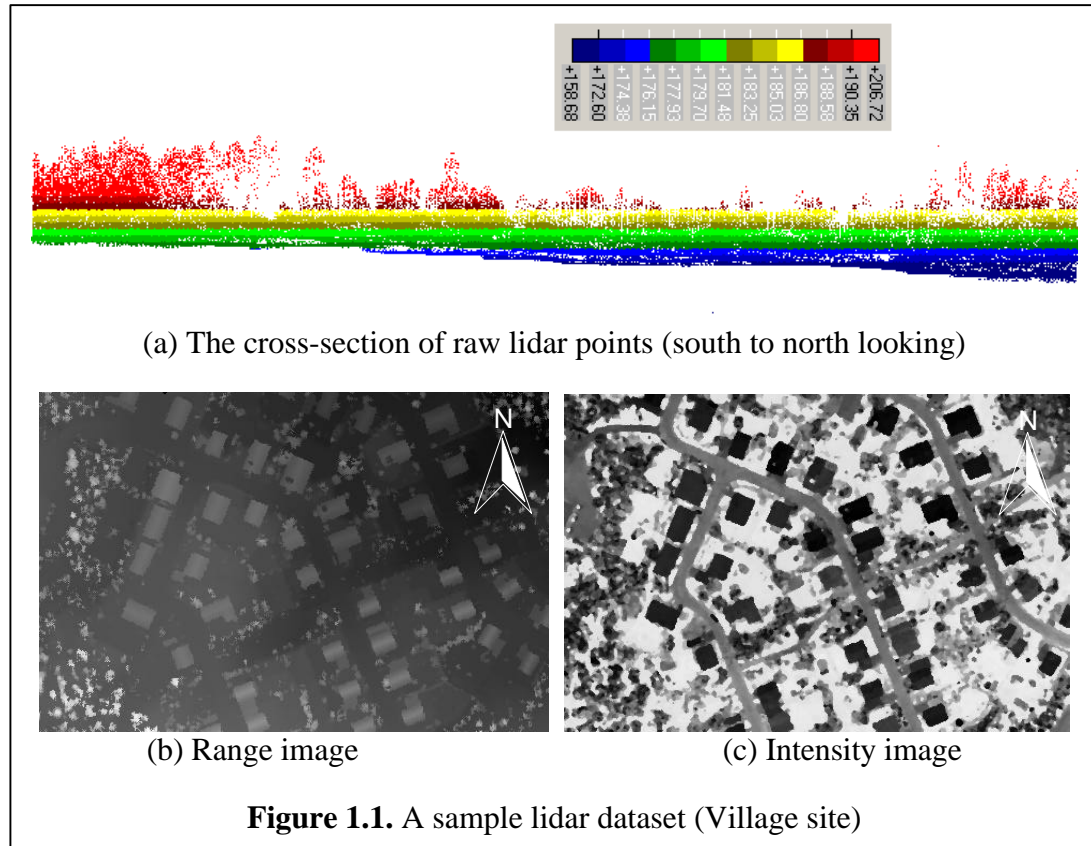 +158.68
+172.60
+174.38
+176.15
+177.93
+179.70
+181.48
+183.25
+185.03
+186.80
+188.58
+190.35
+206.72
(a) The cross-section of raw lidar points (south to north looking)
N
N
(b) Range image
(c) Intensity image
Figure 1.1. A sample lidar dataset (Village site)